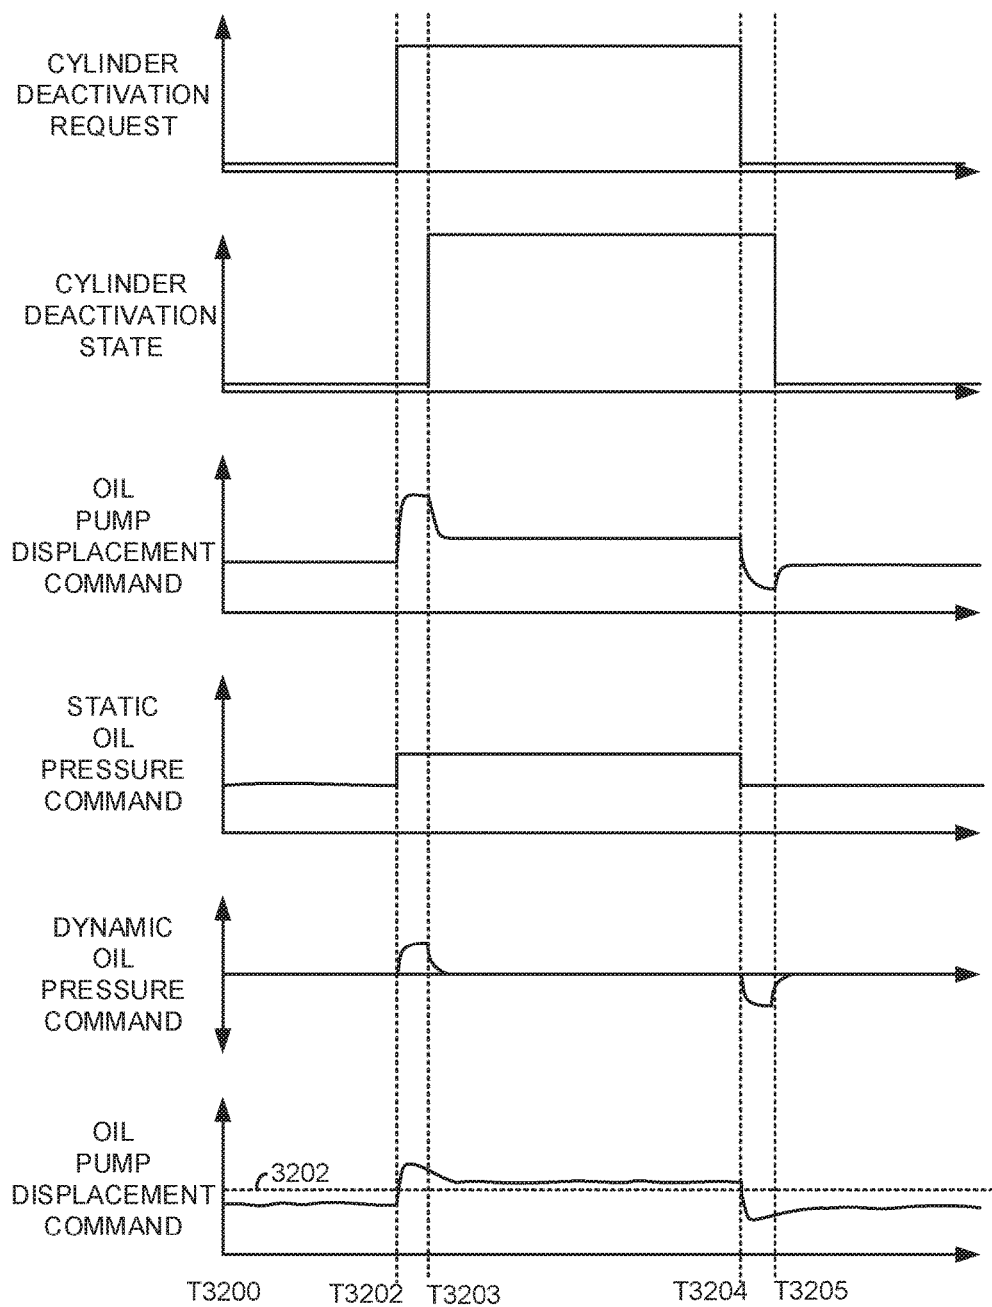 CYLINDER
DEACTIVATION
REQUEST
CYLINDER
DEACTIVATION
STATE
OIL
PUMP
DISPLACEMENT
COMMAND
STATIC
OIL
PRESSURE
COMMAND
DYNAMIC
OIL
PRESSURE
COMMAND
OIL
PUMP
DISPLACEMENT
COMMAND
3202
T3200 T3202 T3203 T3204 T3205